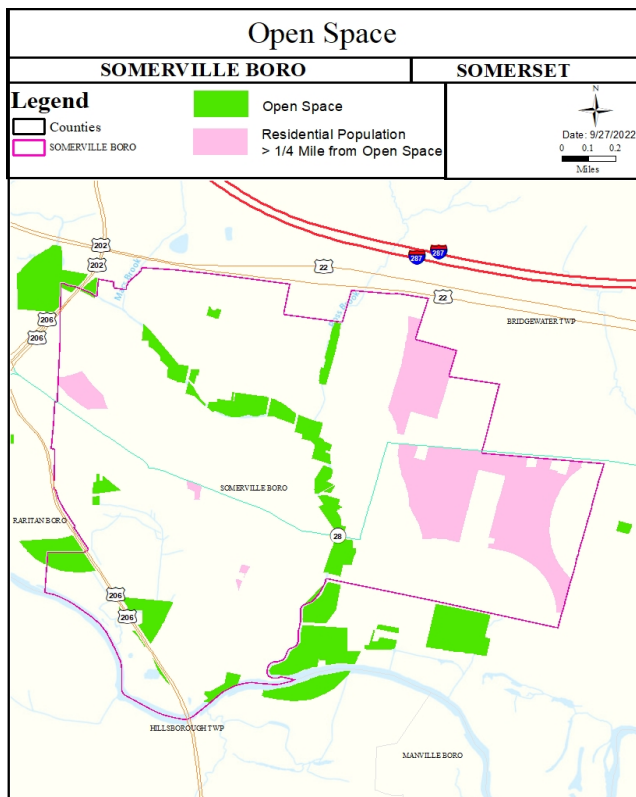 Open Space
SOMERVILLE BORO
SOMERSET
Legend
Counties
SOMERVILLE BORO
Open Space
Residential Population
> 1/4 Mile from Open Space
N
Date: 9/27/2022
0 0.1 0.2
Miles
287
287
202
202
22
22
206
206
Brook
BRIDGEWATER TWP
SOMERVILLE BORO
RARITAN BORO
28
206
206
HILLSBOROUGH TWP
MANVILLE BORO